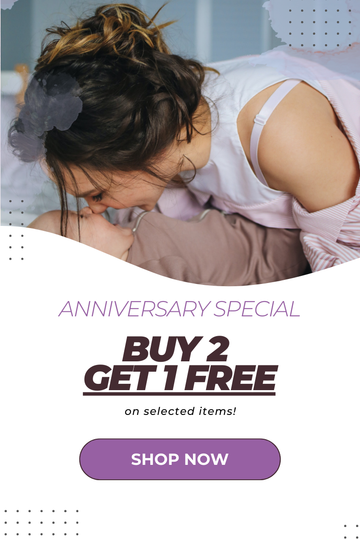 ANNIVERSARY SPECIAL
BUY 2
GET 1 FREE
on selected items!
SHOP NOW